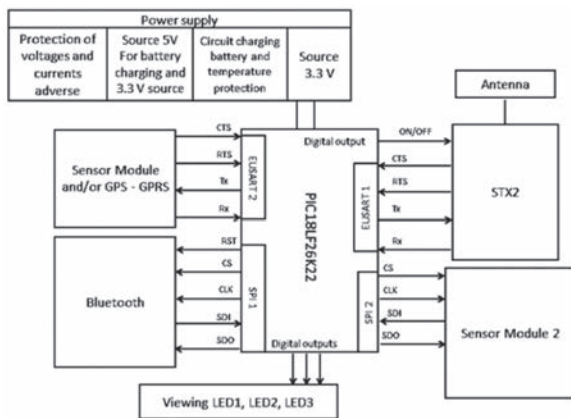 Power supply
Protection of
voltages and
currents
adverse
Source 5V
For battery
charging and
3.3 V source
Circuit charging
battery and
temperature
protection
Source
3.3 V
Antenna
Sensor Module
and/or GPS - GPRS
CTS
RTS
Tx
Rx
EUSART 2
Digital output
PIC18LF26K22
EUSART 1
ON/OFF
CTS
RTS
Tx
Rx
STX2
Bluetooth
RST
CS
CLK
SDI
SDO
SPI 1
SPI 2
CS
CLK
SDI
SDO
Sensor Module 2
Digital outputs
Viewing LED1, LED2, LED3